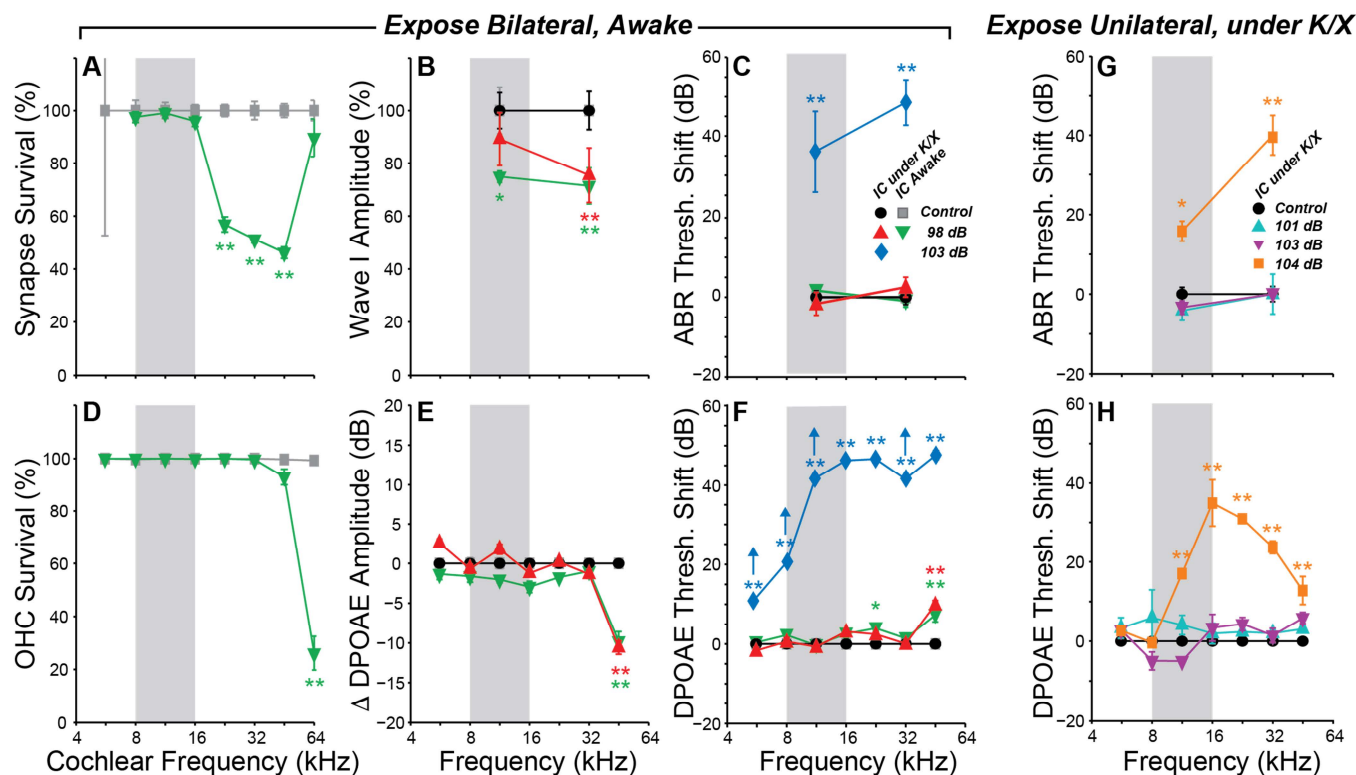 Expose Bilateral, Awake
Expose Unilateral, under K/X
A
Synapse Survival (%)
100
80
60
40
20
0
**
**
**
B
Wave I Amplitude (%)
100
80
60
40
20
0
*
**
**
C
ABR Thresh. Shift (dB)
60
40
20
0
−20
**
**
IC under K/X
IC Awake
Control
98 dB
103 dB
G
ABR Thresh. Shift (dB)
60
40
20
0
−20
*
**
IC under K/X
Control
101 dB
103 dB
104 dB
D
OHC Survival (%)
100
80
60
40
20
0
**
4 8 16 32 64
Cochlear Frequency (kHz)
E
Δ DPOAE Amplitude (dB)
20
15
10
5
0
−5
−10
−15
−20
**
**
4 8 16 32 64
Frequency (kHz)
F
DPOAE Thresh. Shift (dB)
60
40
20
0
−20
** ** ** ** ** ** **
*
**
**
4 8 16 32 64
Frequency (kHz)
H
DPOAE Thresh. Shift (dB)
60
40
20
0
−20
** ** ** ** **
4 8 16 32 64
Frequency (kHz)